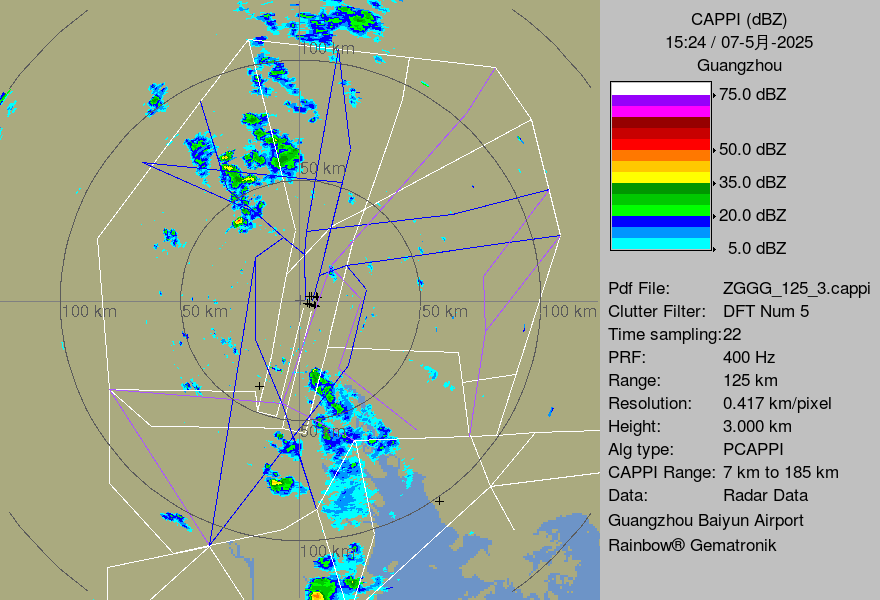 CAPPI (dBZ)
15:24 / 07-5月-2025
Guangzhou
75.0 dBZ
50.0 dBZ
35.0 dBZ
20.0 dBZ
5.0 dBZ
Pdf File: ZGGG_125_3.cappi
Clutter Filter: DFT Num 5
Time sampling:22
PRF: 400 Hz
Range: 125 km
Resolution: 0.417 km/pixel
Height: 3.000 km
Alg type: PCAPPI
CAPPI Range: 7 km to 185 km
Data: Radar Data
Guangzhou Baiyun Airport
Rainbow® Gematronik
100 km
50 km
100 km
50 km
50 km
100 km
50 km
100 km